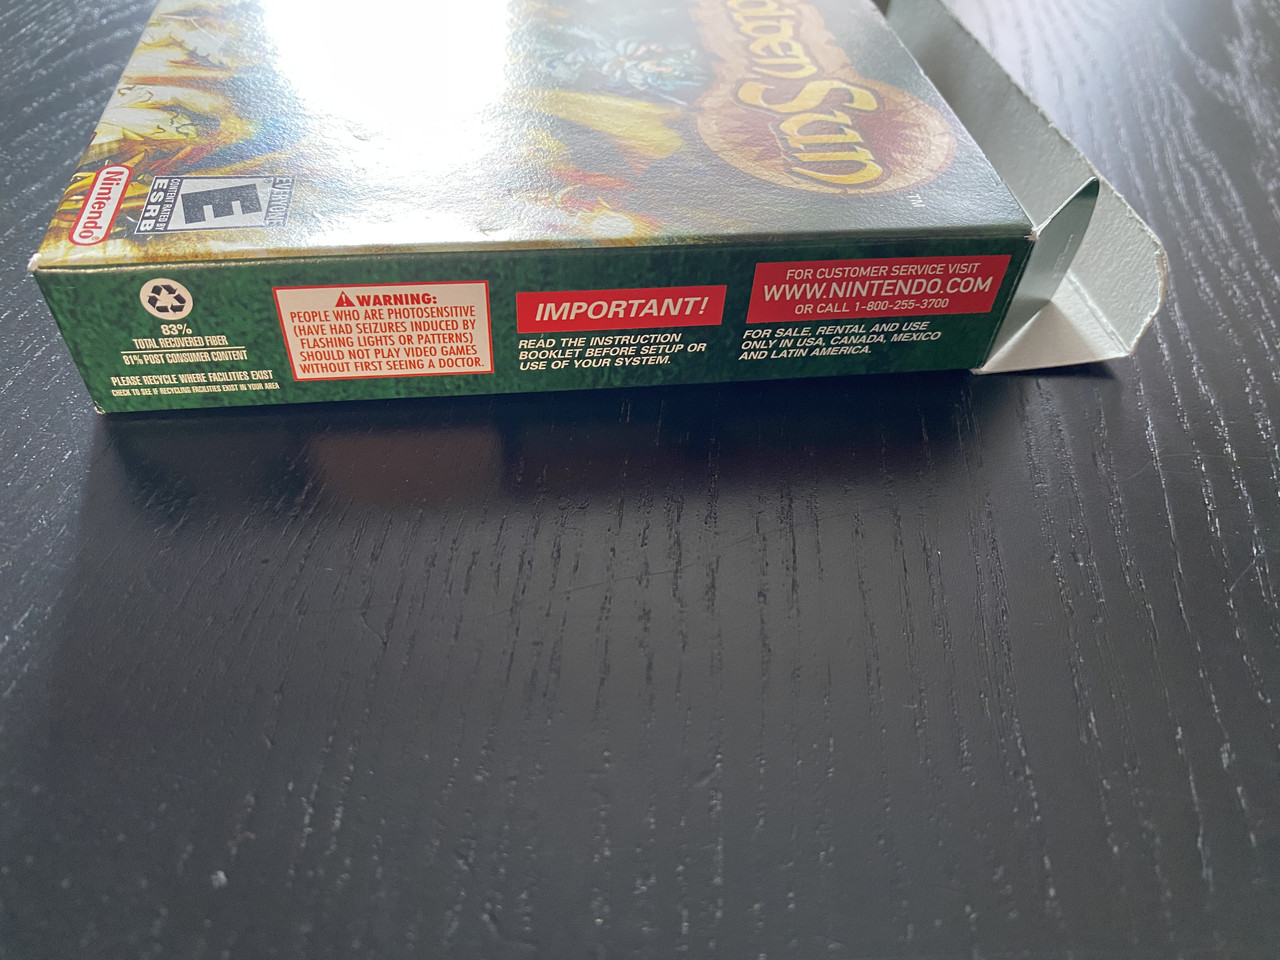 olden Sun
TM
Nintendo®
EVERYONE
E
CONTENT RATED BY
ESRB
83%
TOTAL RECOVERED FIBER
81% POST CONSUMER CONTENT
PLEASE RECYCLE WHERE FACILITIES EXIST
CHECK TO SEE IF RECYCLING FACILITIES EXIST IN YOUR AREA
WARNING:
PEOPLE WHO ARE PHOTOSENSITIVE
(HAVE HAD SEIZURES INDUCED BY
FLASHING LIGHTS OR PATTERNS)
SHOULD NOT PLAY VIDEO GAMES
WITHOUT FIRST SEEING A DOCTOR.
IMPORTANT!
READ THE INSTRUCTION
BOOKLET BEFORE SETUP OR
USE OF YOUR SYSTEM.
FOR CUSTOMER SERVICE VISIT
WWW.NINTENDO.COM
OR CALL 1-800-255-3700
FOR SALE, RENTAL AND USE
ONLY IN USA, CANADA, MEXICO
AND LATIN AMERICA.